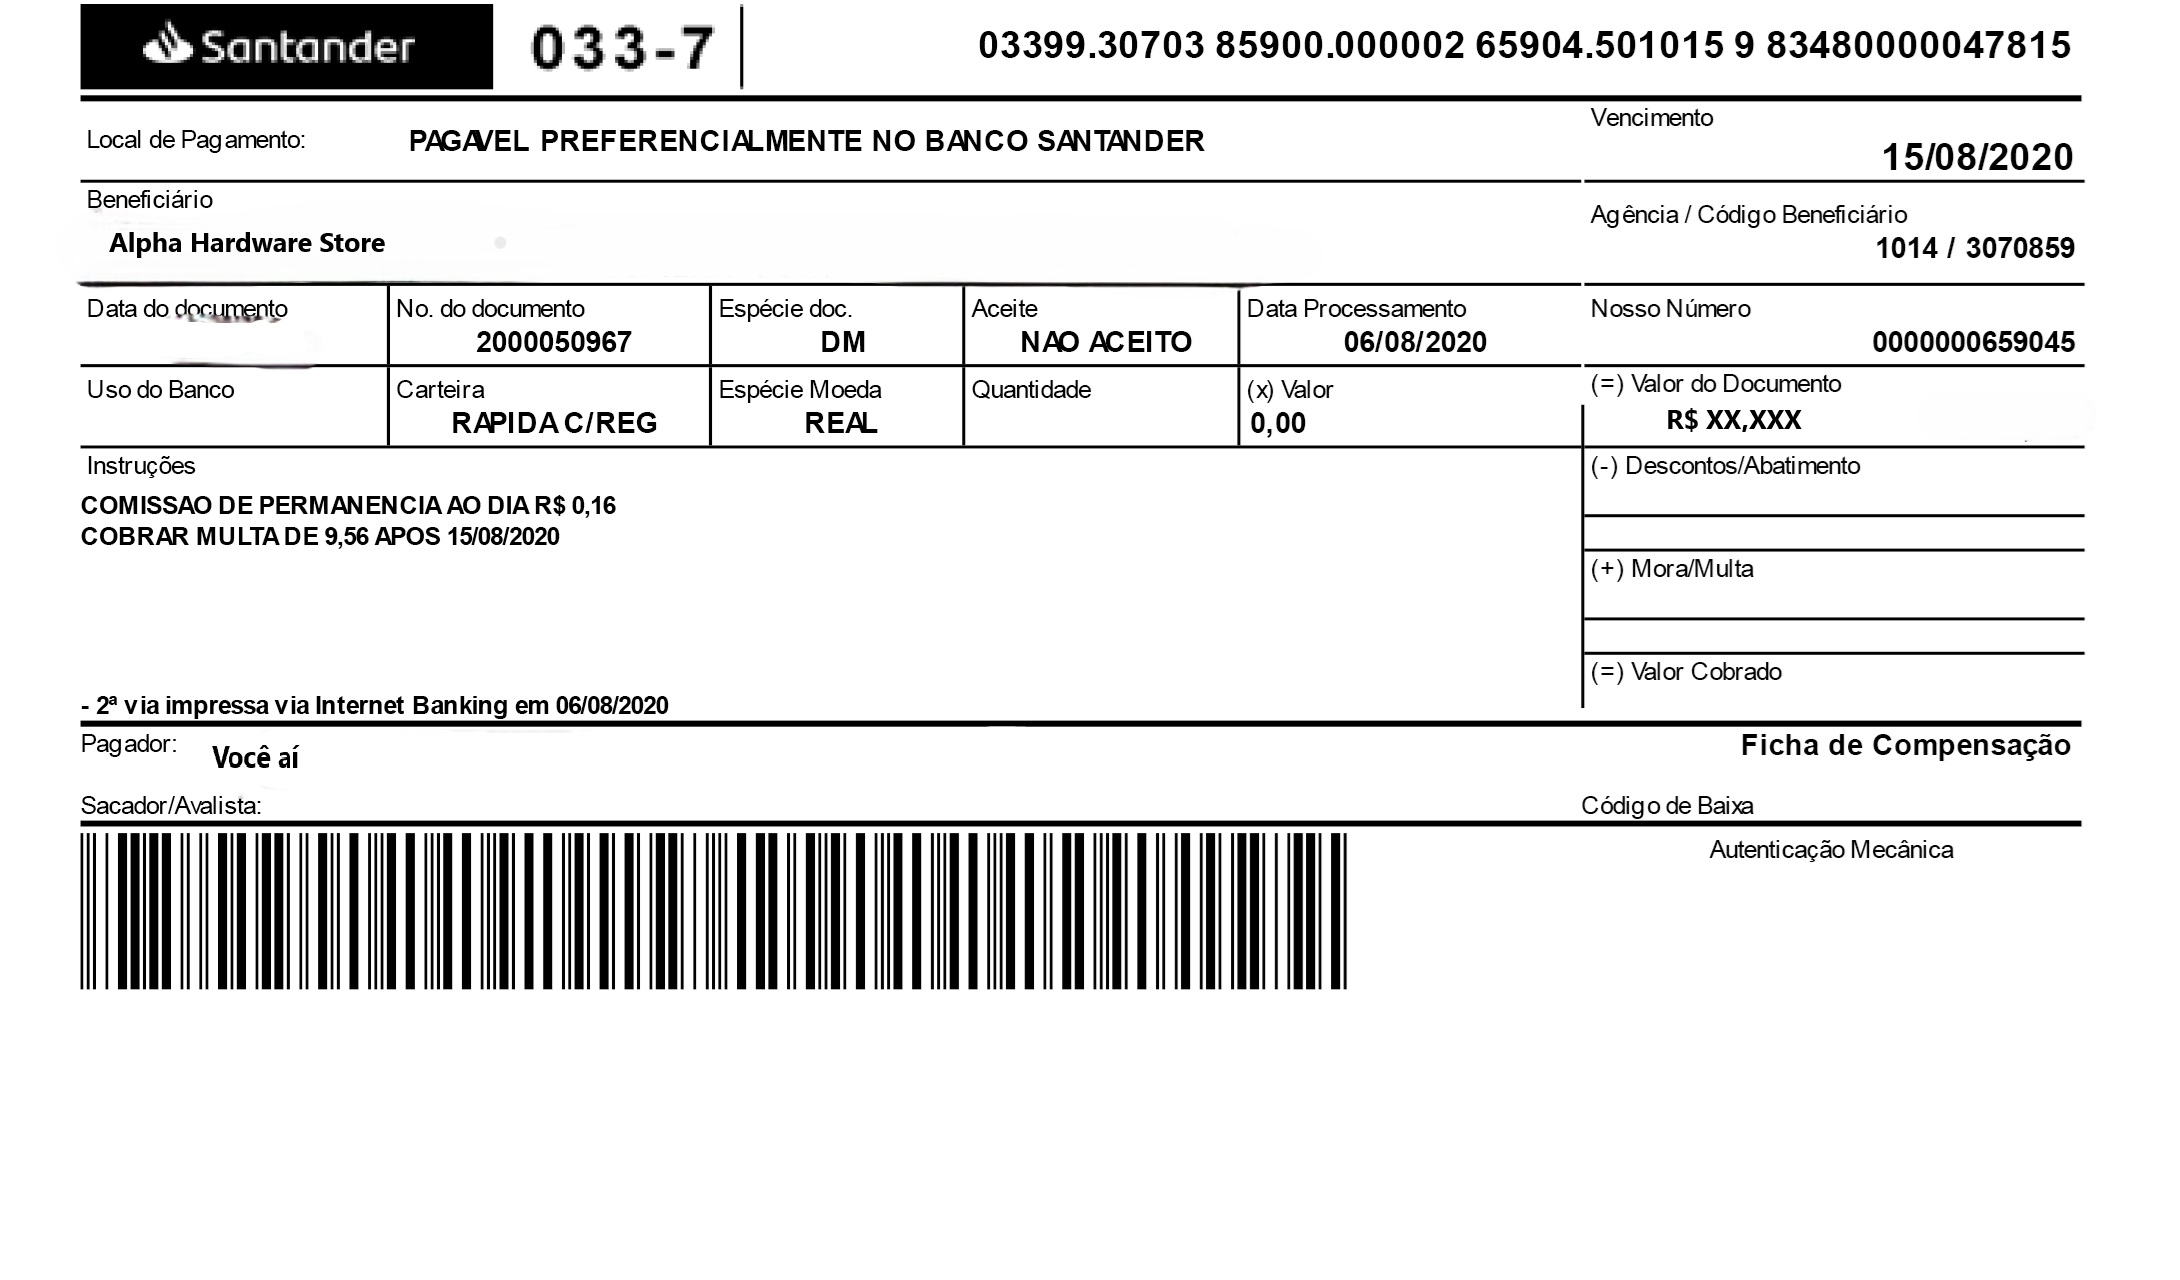 Santander 033-7 03399.30703 85900.000002 65904.501015 9 83480000047815
Local de Pagamento: PAGAVEL PREFERENCIALMENTE NO BANCO SANTANDER
Vencimento
15/08/2020
Beneficiário
Alpha Hardware Store
Agência / Código Beneficiário
1014 / 3070859
Data do documento
No. do documento
2000050967
Espécie doc.
DM
Aceite
NAO ACEITO
Data Processamento
06/08/2020
Nosso Número
0000000659045
Uso do Banco
Carteira
RAPIDA C/REG
Espécie Moeda
REAL
Quantidade
(x) Valor
0,00
(=) Valor do Documento
R$ XX,XXX
Instruções
COMISSAO DE PERMANENCIA AO DIA R$ 0,16
COBRAR MULTA DE 9,56 APOS 15/08/2020
- 2ª via impressa via Internet Banking em 06/08/2020
(-) Descontos/Abatimento
(+) Mora/Multa
(=) Valor Cobrado
Pagador: Você aí
Ficha de Compensação
Sacador/Avalista:
Código de Baixa
Autenticação Mecânica